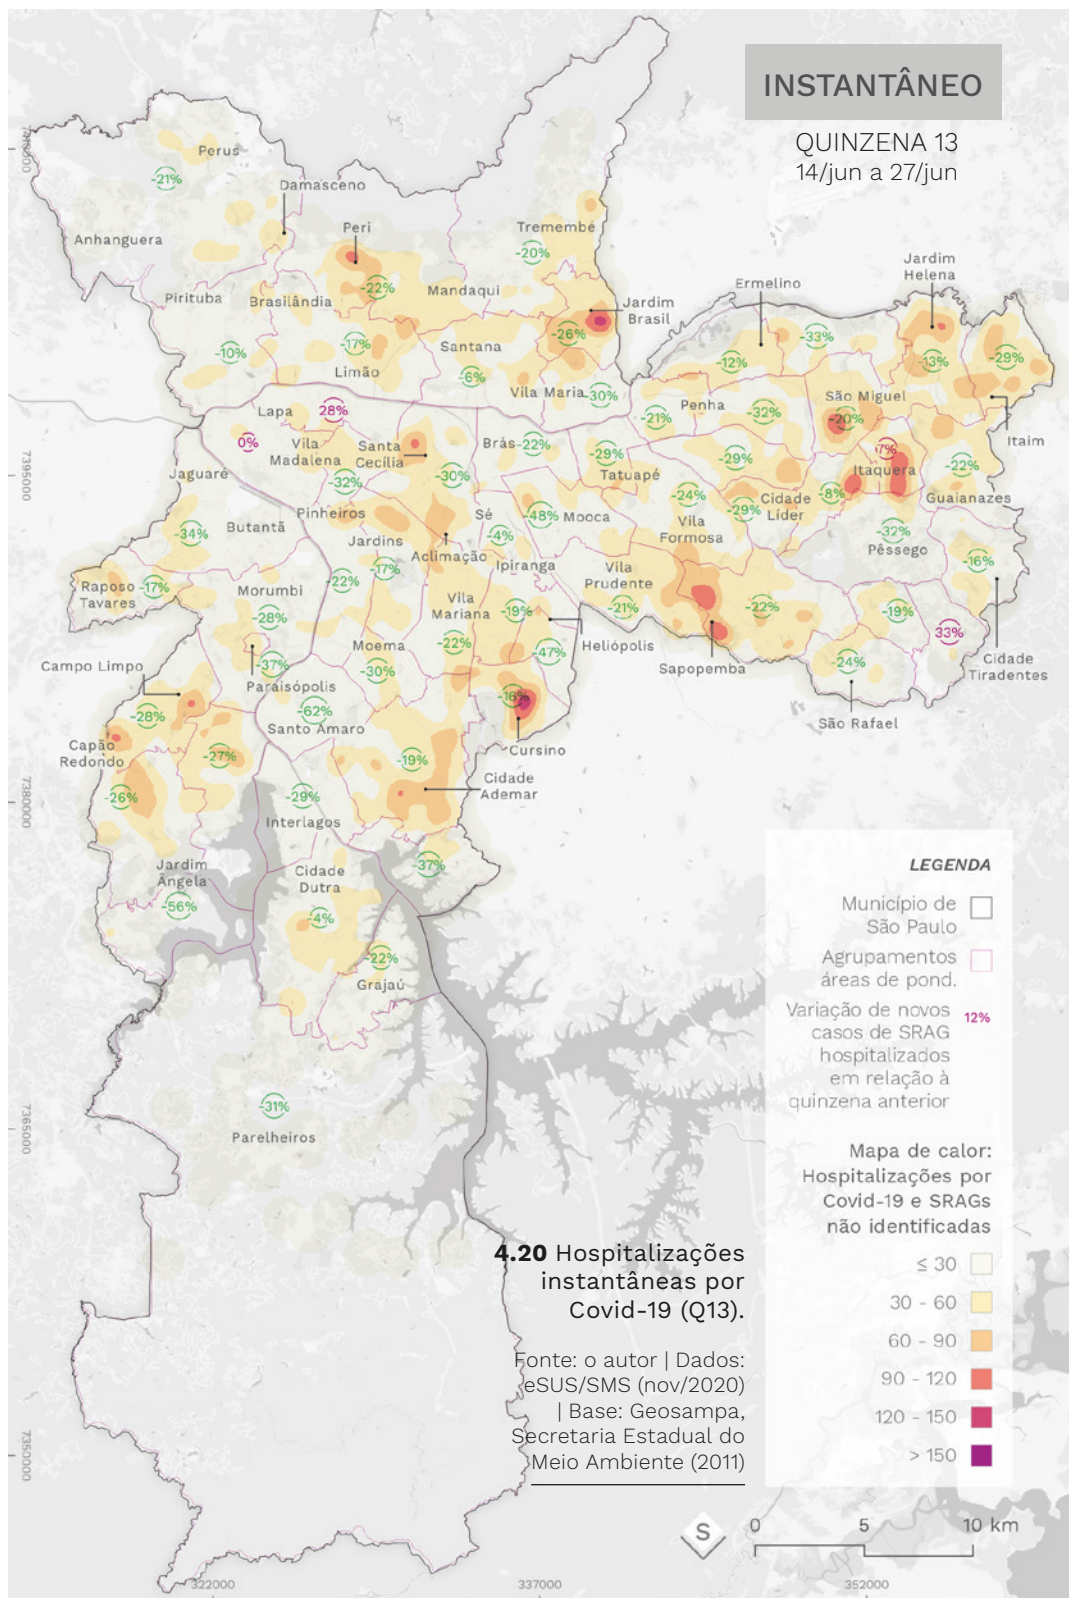 INSTANTÂNEO
QUINZENA 13
14/jun a 27/jun
Perus
-21%
Damasceno
Anhanguera
Peri
Tremembé
-20%
Pirituba
Brasilândia
-22%
Mandaqui
Jardim
Brasil
Ermelino
Jardim
Helena
-10%
-17%
Limão
Santana
-6%
-26%
Vila Maria
-30%
-12%
-33%
-13%
-29%
Itaim
Lapa
28%
0%
Vila
Madalena
Santa
Cecília
Brás
-22%
-21%
Penha
-32%
São Miguel
-20%
7%
Itaquera
Jaguaré
-32%
-30%
-29%
Tatuapé
-29%
-22%
Guaianazes
Pinheiros
Sé
-48%
Mooca
-24%
Vila
Formosa
-29%
Cidade
Líder
-8%
-34%
Butantã
Jardins
Aclimação
-4%
Ipiranga
-32%
Pêssego
-16%
Raposo
Tavares
-17%
Morumbi
-22%
-17%
Vila
Mariana
-19%
Vila
Prudente
-21%
-22%
-19%
33%
-28%
Heliópolis
Cidade
Tiradentes
Campo Limpo
-37%
Paraisópolis
Moema
-30%
-22%
-47%
Sapopemba
-24%
São Rafael
-28%
-62%
Santo Amaro
-16%
Cursino
Capão
Redondo
-27%
-19%
Cidade
Ademar
-26%
-29%
Interlagos
Jardim
Ângela
-56%
Cidade
Dutra
-37%
-4%
-22%
Grajaú
-31%
Parelheiros
7395000
7380000
7365000
7350000
322000
337000
352000
LEGENDA
Município de
São Paulo
Agrupamentos
áreas de pond.
Variação de novos
casos de SRAG
hospitalizados
em relação à
quinzena anterior
12%
Mapa de calor:
Hospitalizações por
Covid-19 e SRAGs
não identificadas
≤ 30
30 - 60
60 - 90
90 - 120
120 - 150
> 150
4.20 Hospitalizações
instantâneas por
Covid-19 (Q13).
Fonte: o autor | Dados:
eSUS/SMS (nov/2020)
| Base: Geosampa,
Secretaria Estadual do
Meio Ambiente (2011)
S
0 5 10 km